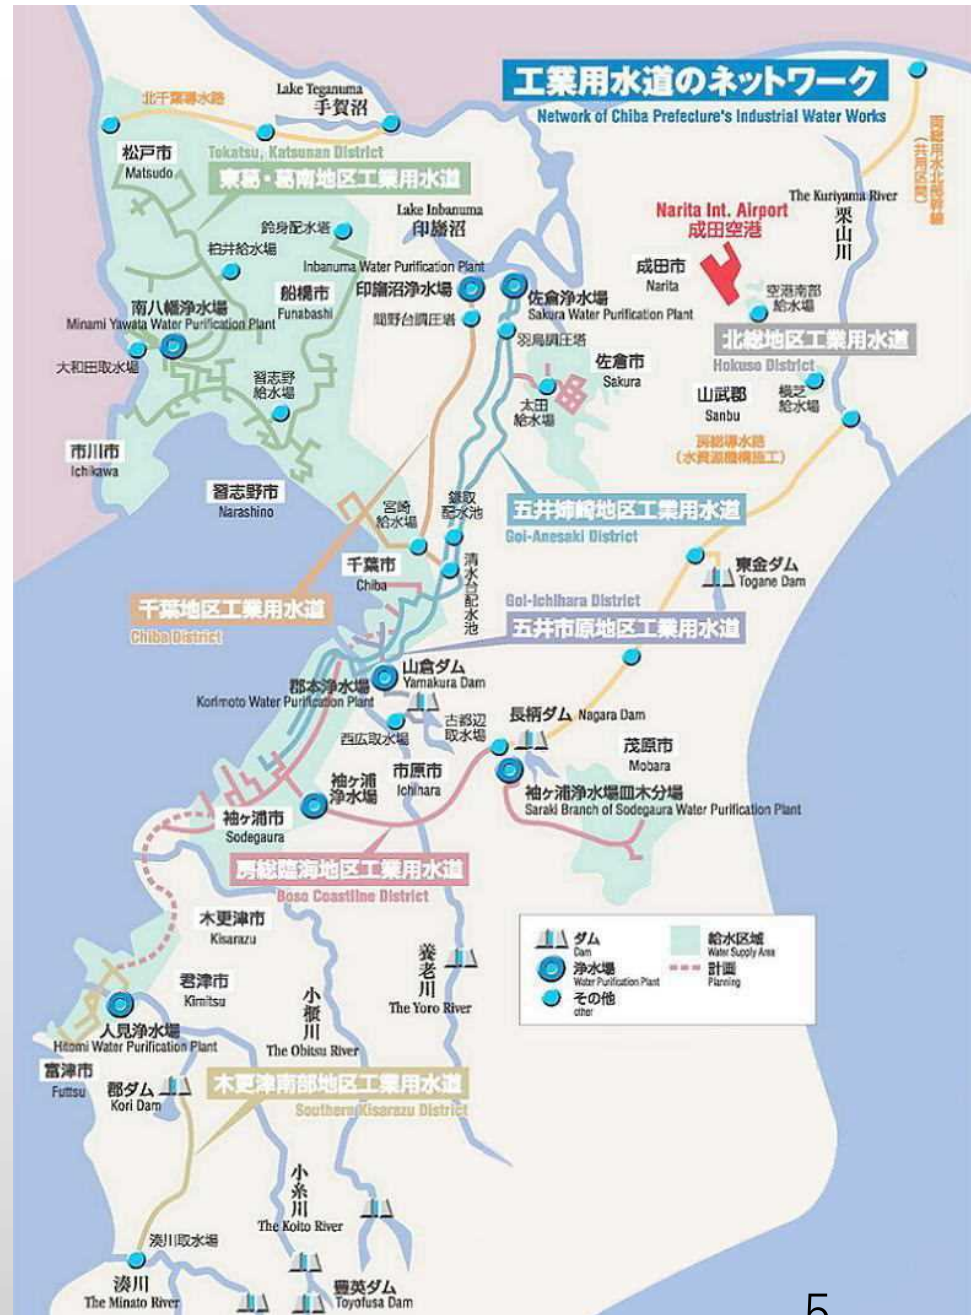 工業用水道のネットワーク
Network of Chiba Prefecture's Industrial Water Works
Lake Teganuma
手賀沼
北千葉導水路
松戸市
Matsudo
Tokatsu, Katsunan District
東葛・葛南地区工業用水道
The Kuriyama River
栗山川
Lake Inbanuma
印旛沼
Narita Int. Airport
成田空港
鈴身配水塔
柏井給水場
Inbanuma Water Purification Plant
印旛沼浄水場
成田市
Narita
船橋市
Funabashi
佐倉浄水場
Sakura Water Purification Plant
空港南部
給水場
南八幡浄水場
Minami Yawata Water Purification Plant
間野台調圧塔
羽鳥調圧塔
北総地区工業用水道
Hokuso District
大和田取水場
佐倉市
Sakura
習志野
給水場
太田
給水場
山武郡
Sanbu
横芝
給水場
市川市
Ichikawa
房総導水路
(水資源機構施工)
習志野市
Narashino
宮崎
給水場
鎌取
配水池
五井姉崎地区工業用水道
Goi-Anesaki District
千葉市
Chiba
清水台配水池
東金ダム
Togane Dam
千葉地区工業用水道
Chiba District
Goi-Ichihara District
五井市原地区工業用水道
郡本浄水場
Korimoto Water Purification Plant
山倉ダム
Yamakura Dam
西広取水場
古都辺
取水場
長柄ダム Nagara Dam
茂原市
Mobara
袖ヶ浦
浄水場
市原市
Ichihara
袖ヶ浦浄水場皿木分場
Saraki Branch of Sodegaura Water Purification Plant
袖ヶ浦市
Sodegaura
房総臨海地区工業用水道
Boso Coastline District
木更津市
Kisarazu
ダム
Dam
浄水場
Water Purification Plant
その他
other
給水区域
Water Supply Area
計画
Planning
養老川
The Yoro River
君津市
Kimitsu
小櫃川
The Obitsu River
人見浄水場
Hitomi Water Purification Plant
富津市
Futtsu
郡ダム
Kori Dam
木更津南部地区工業用水道
Southern Kisarazu District
小糸川
The Koito River
湊川取水場
湊川
The Minato River
豊英ダム
Toyofusa Dam
5